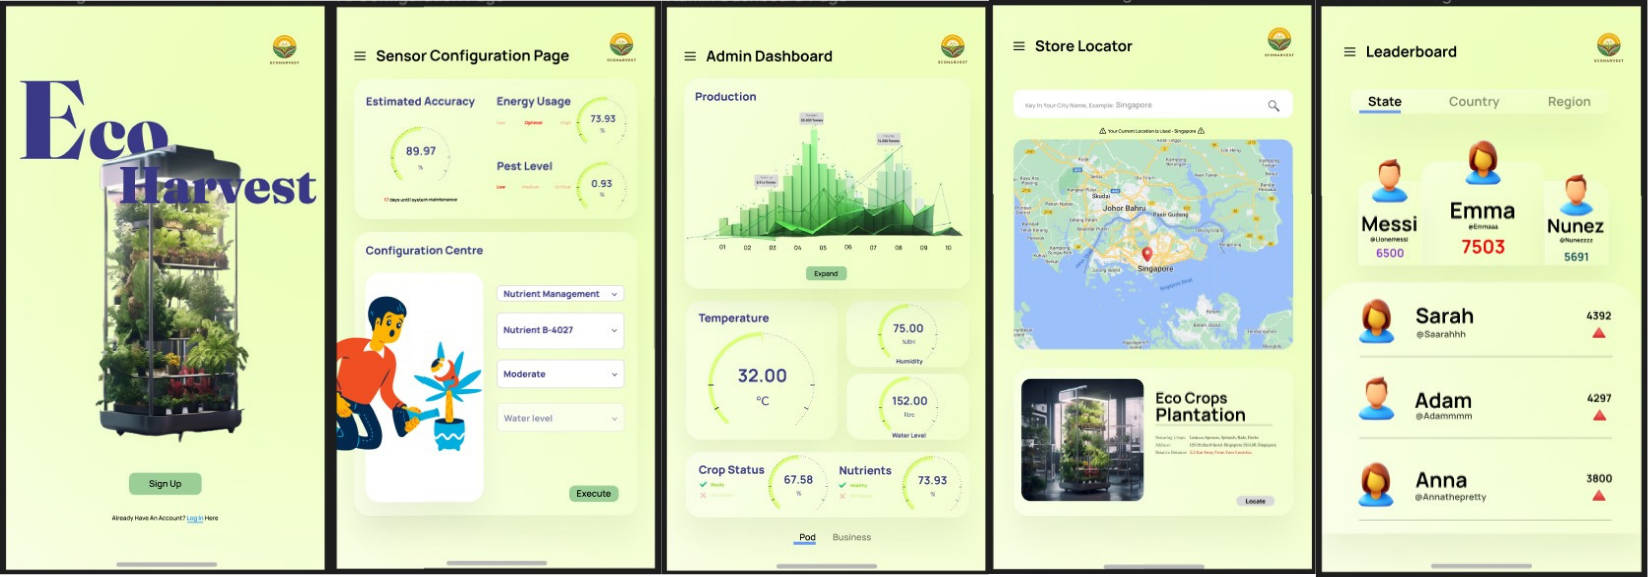 ECOHARVEST
Eco
Harvest
Sign Up
Already Have An Account? Log In Here
Sensor Configuration Page
ECOHARVEST
Estimated Accuracy
89.97
%
days until system maintenance
Energy Usage
Optimal
73.93
%
Pest Level
Low
Medium
0.93
%
Configuration Centre
Nutrient Management
Nutrient B-4027
Moderate
Water level
Execute
Admin Dashboard
ECOHARVEST
Production
01 02 03 04 05 06 07 08 09 10
Expand
Temperature
32.00
°C
75.00
%RH
Humidity
152.00
litre
Water Level
Crop Status
67.58
%
Nutrients
Healthy
73.93
%
Pod Business
Store Locator
ECOHARVEST
Key In Your City Name, Example: Singapore
Your Current Location Is Used - Singapore
Skudai
Johor Bahru
Pasir Gudang
Singapore
Eco Crops
Plantation
Locate
Leaderboard
ECOHARVEST
State Country Region
Messi
@Lionemessi
6500
Emma
@Emmaaa
7503
Nunez
@Nunezzzz
5691
Sarah
@Saarahhh
4392
Adam
@Adammmm
4297
Anna
@Annathepretty
3800